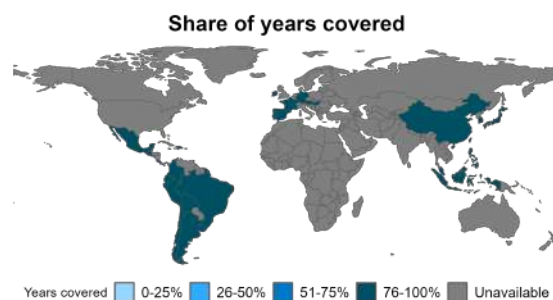 Share of years covered
Years covered 0-25% 26-50% 51-75% 76-100% Unavailable